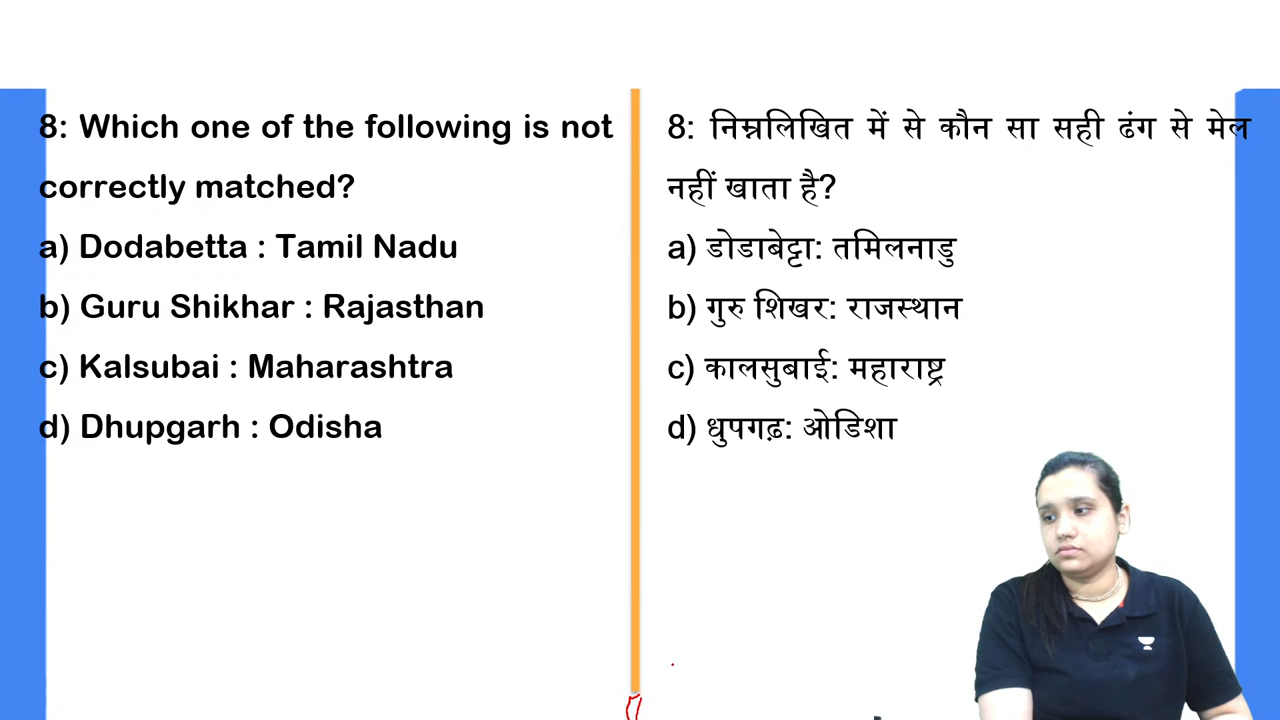 8: Which one of the following is not
correctly matched?
a) Dodabetta : Tamil Nadu
b) Guru Shikhar : Rajasthan
c) Kalsubai : Maharashtra
d) Dhupgarh : Odisha
8: निम्नलिखित में से कौन सा सही ढंग से मेल
नहीं खाता है?
a) डोडाबेट्टा: तमिलनाडु
b) गुरु शिखर: राजस्थान
c) कालसुबाई: महाराष्ट्र
d) धुपगढ़: ओडिशा